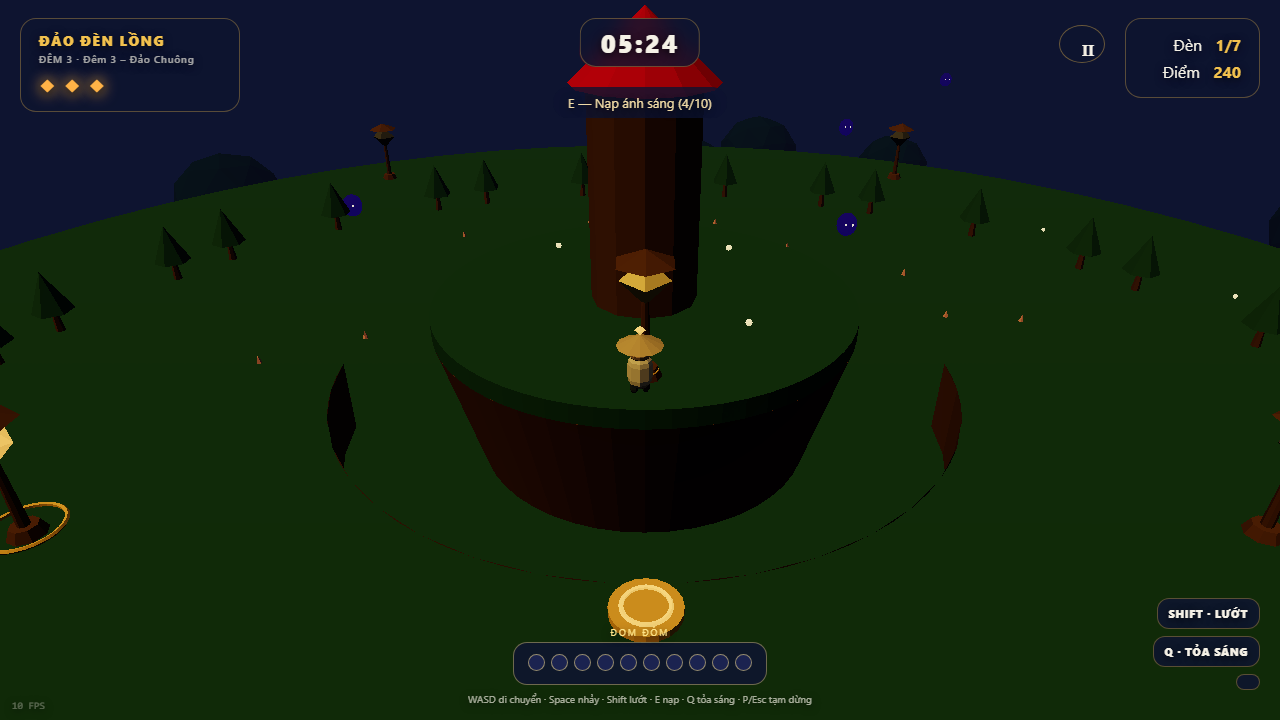 ĐẢO ĐÈN LỒNG
ĐÊM 3 · Đêm 3 – Đảo Chuông
05:24
E — Nạp ánh sáng (4/10)
II
Đèn 1/7
Điểm 240
ĐOM ĐÓM
SHIFT · LƯỚT
Q · TỎA SÁNG
WASD di chuyển · Space nhảy · Shift lướt · E nạp · Q tỏa sáng · P/Esc tạm dừng
10 FPS